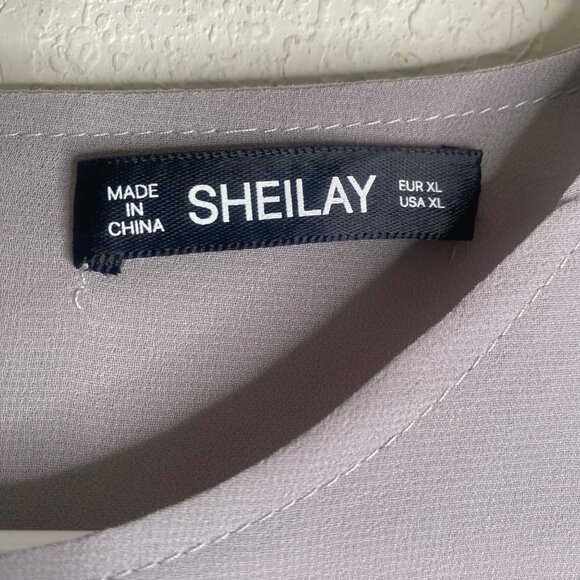 MADE
IN
CHINA
SHEILAY
EUR XL
USA XL